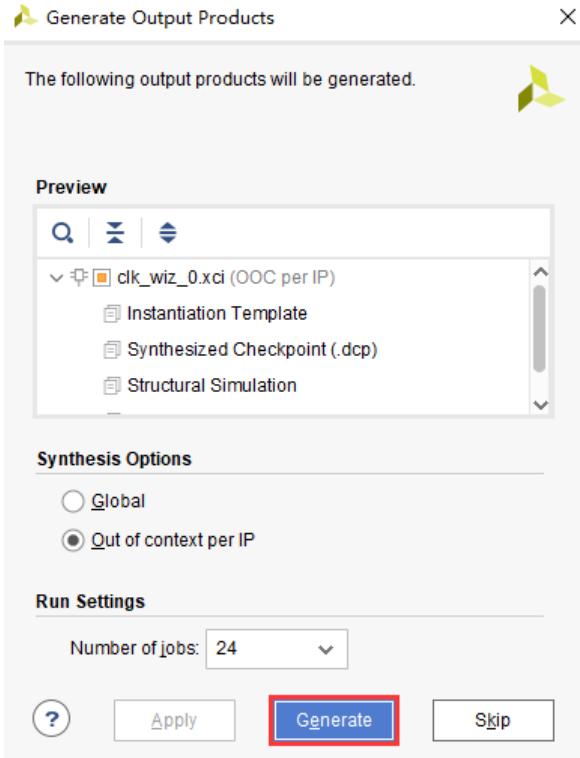 Generate Output Products
The following output products will be generated.
Preview
clk_wiz_0.xci (OOC per IP)
Instantiation Template
Synthesized Checkpoint (.dcp)
Structural Simulation
Synthesis Options
Global
Out of context per IP
Run Settings
Number of jobs: 24
? Apply Generate Skip